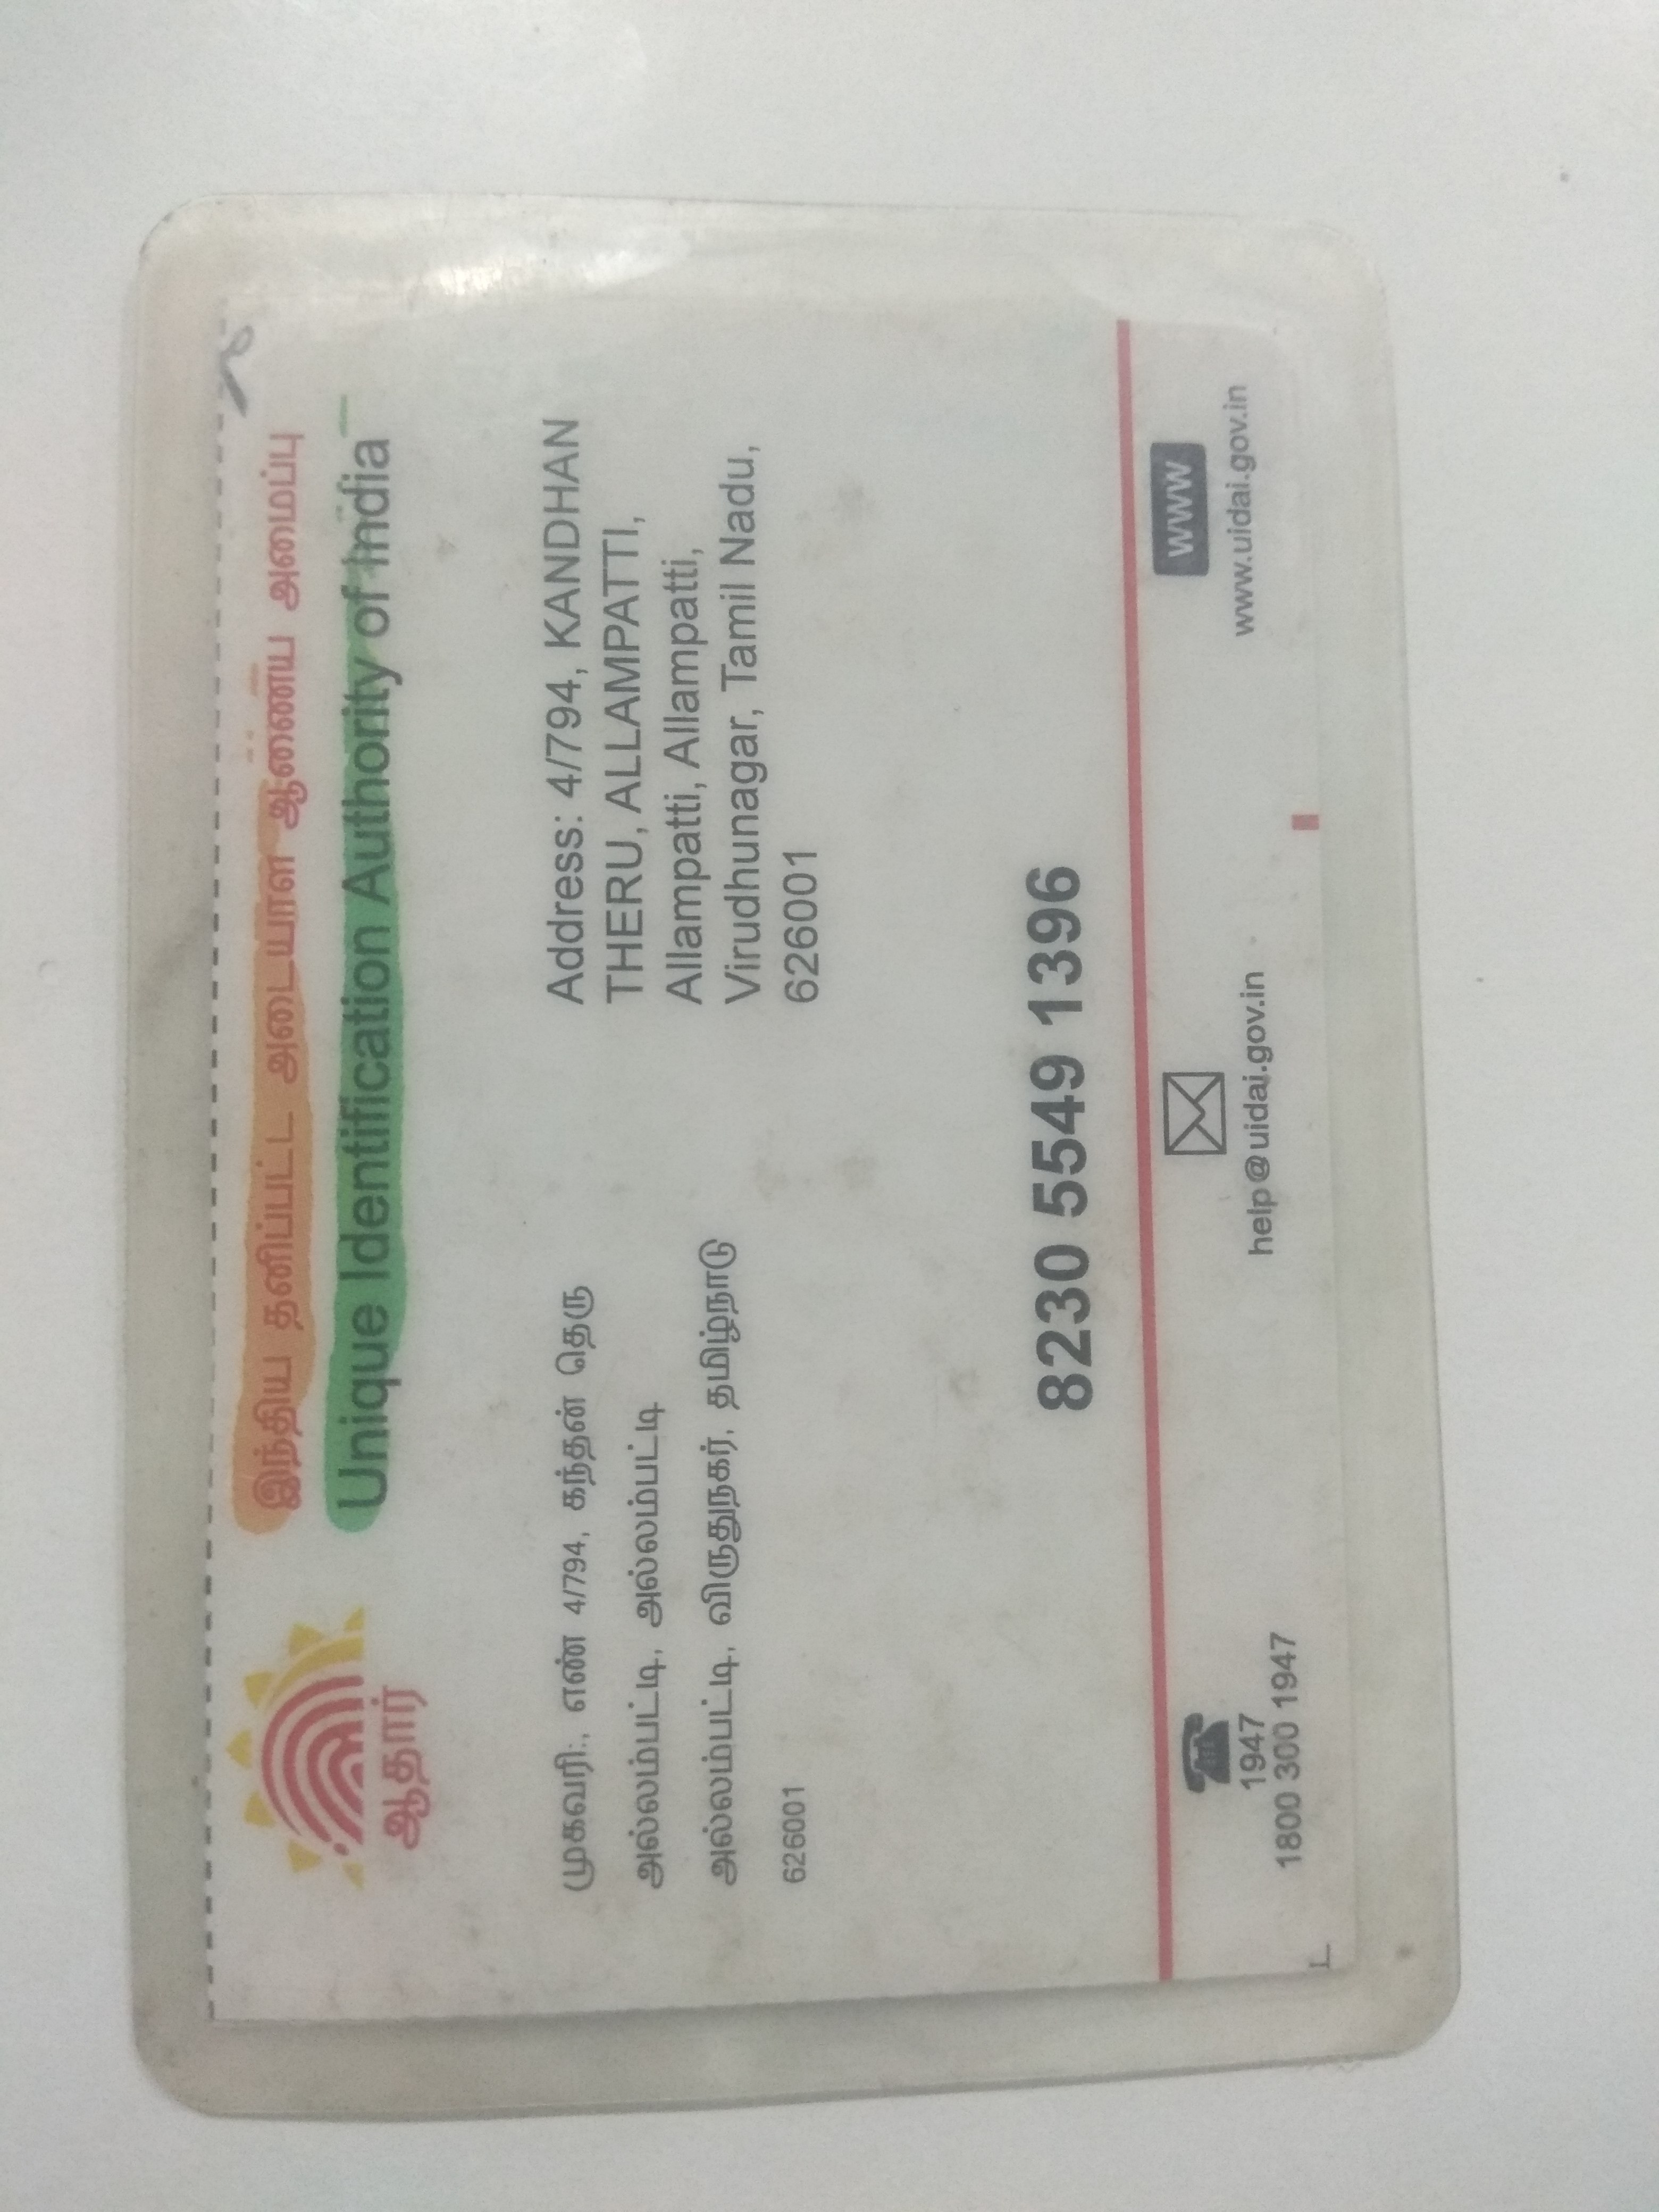 இந்திய தனிப்பட்ட அடையாள ஆணைய அமைப்பு
Unique Identification Authority of India
ஆதார்
முகவரி:, எண் 4/794, கந்தன் தெரு
அல்லம்பட்டி, அல்லம்பட்டி
அல்லம்பட்டி, விருதுநகர், தமிழ்நாடு
626001
Address: 4/794, KANDHAN
THERU, ALLAMPATTI,
Allampatti, Allampatti,
Virudhunagar, Tamil Nadu,
626001
8230 5549 1396
1947
1800 300 1947
help@uidai.gov.in
WWW
www.uidai.gov.in